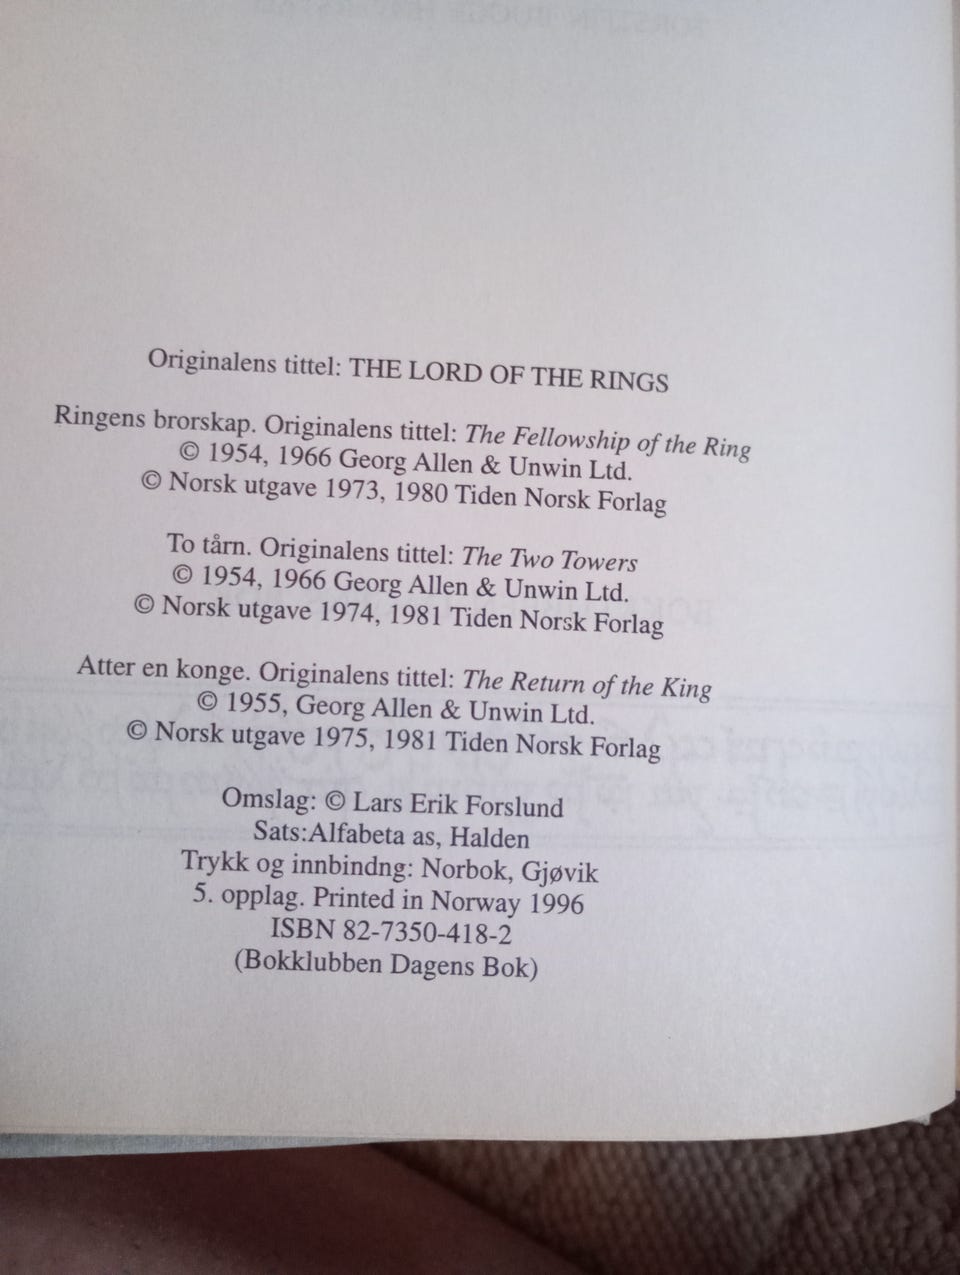 Originalens tittel: THE LORD OF THE RINGS
Ringens brorskap. Originalens tittel: The Fellowship of the Ring
© 1954, 1966 Georg Allen & Unwin Ltd.
© Norsk utgave 1973, 1980 Tiden Norsk Forlag
To tårn. Originalens tittel: The Two Towers
© 1954, 1966 Georg Allen & Unwin Ltd.
© Norsk utgave 1974, 1981 Tiden Norsk Forlag
Atter en konge. Originalens tittel: The Return of the King
© 1955, Georg Allen & Unwin Ltd.
© Norsk utgave 1975, 1981 Tiden Norsk Forlag
Omslag: © Lars Erik Forslund
Sats:Alfabeta as, Halden
Trykk og innbindng: Norbok, Gjøvik
5. opplag. Printed in Norway 1996
ISBN 82-7350-418-2
(Bokklubben Dagens Bok)